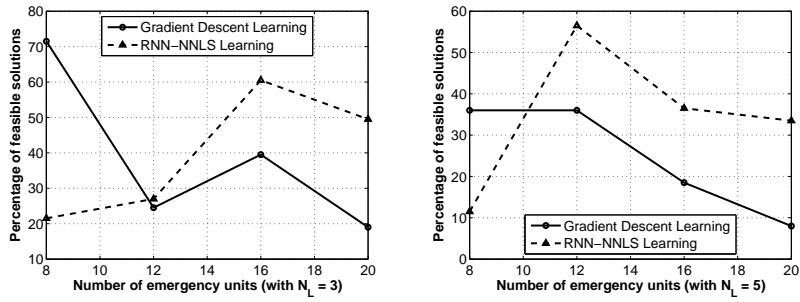 80
70
60
50
40
30
20
10
Percentage of feasible solutions
Gradient Descent Learning
RNN−NNLS Learning
8 10 12 14 16 18 20
Number of emergency units (with N_L = 3)
60
50
40
30
20
10
0
Percentage of feasible solutions
Gradient Descent Learning
RNN−NNLS Learning
8 10 12 14 16 18 20
Number of emergency units (with N_L = 5)